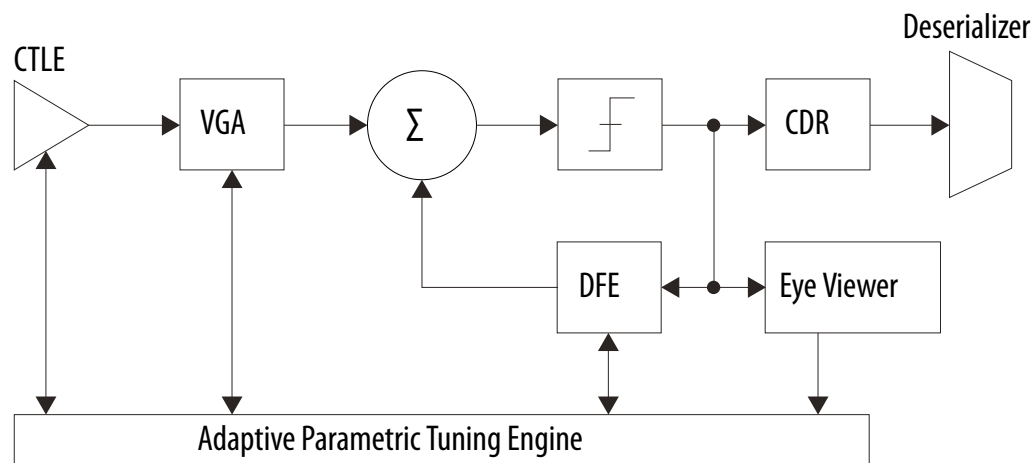 Deserializer
CTLE
VGA
Σ
CDR
DFE
Eye Viewer
Adaptive Parametric Tuning Engine